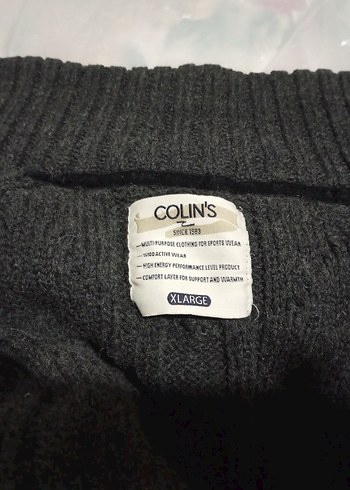 COLIN'S
SINCE 1983
—MULTI PURPOSE CLOTHING FOR SPORTS WEAR
ACTIVE WEAR
—HIGH ENERGY PERFORMANCE LEVEL PRODUCT
—COMFORT LAYER FOR SUPPORT AND WARMTH
XLARGE